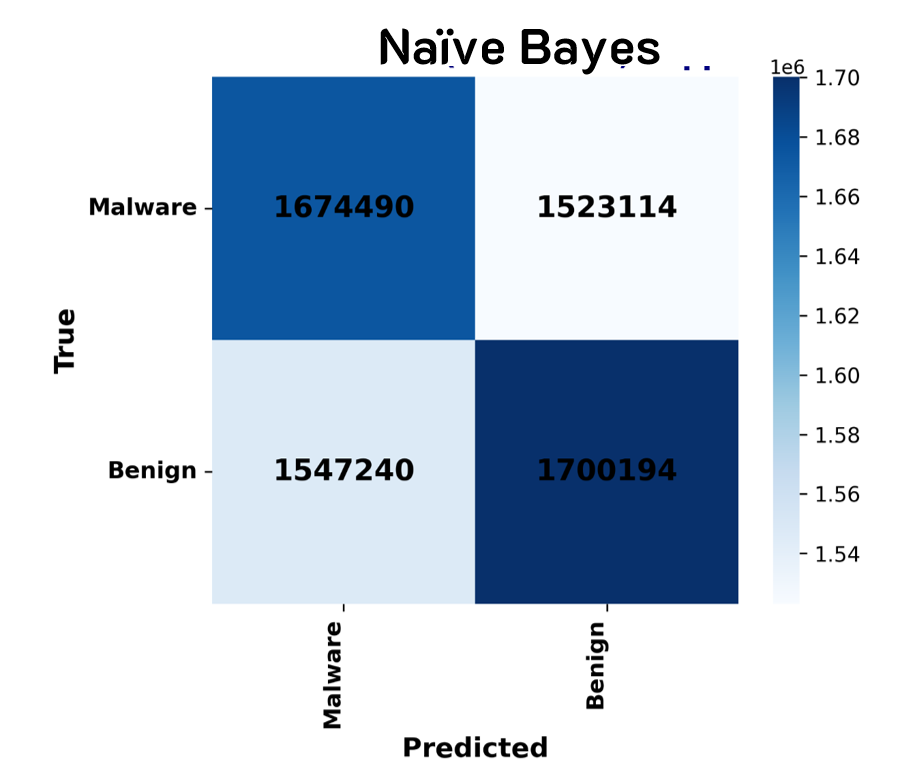 Naïve Bayes
1e6
1.70
1.68
1.66
1.64
1.62
1.60
1.58
1.56
1.54
True
Malware
1674490
1523114
Benign
1547240
1700194
Malware
Benign
Predicted